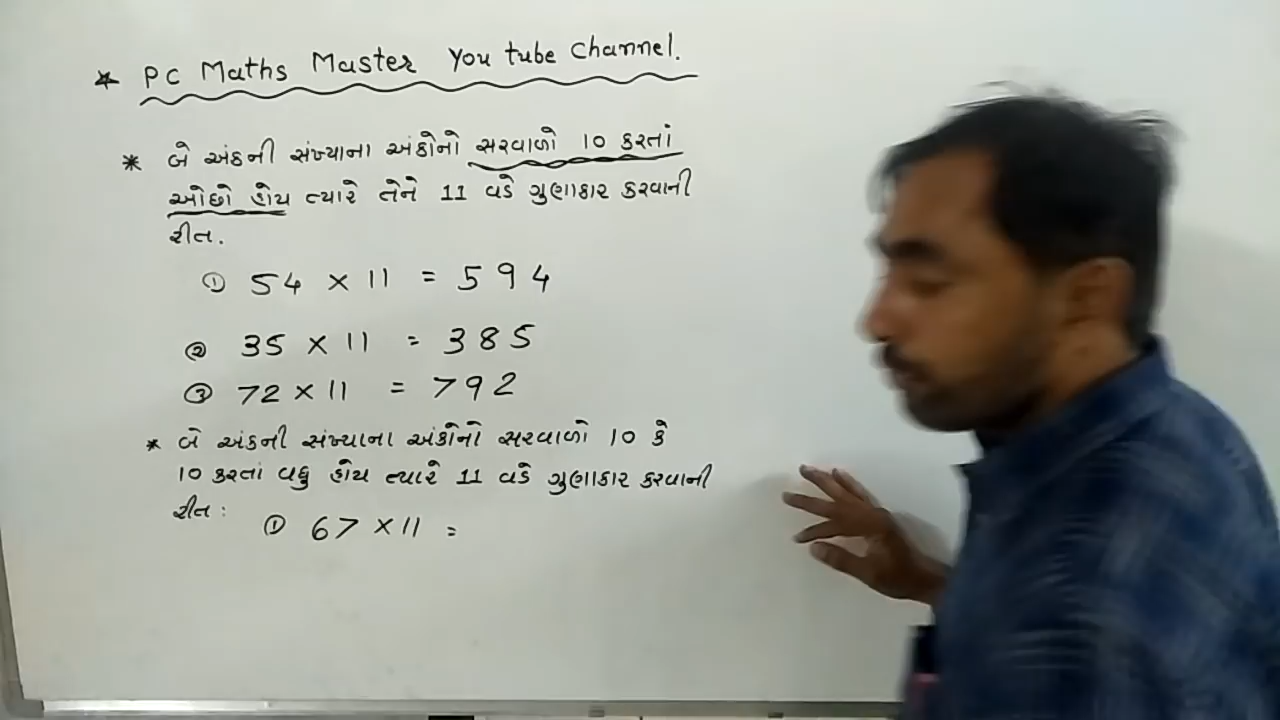 * PC Maths Master You tube Channel.
* બે અંકની સંખ્યાના અંકોનો સરવાળો 10 કરતાં
ઓછો હોય ત્યારે તેને 11 વડે ગુણાકાર કરવાની
રીત.
① 54 × 11 = 594
② 35 × 11 = 385
③ 72 × 11 = 792
* બે અંકની સંખ્યાના અંકોનો સરવાળો 10 કે
10 કરતાં વધુ હોય ત્યારે 11 વડે ગુણાકાર કરવાની
રીત :
① 67 × 11 =